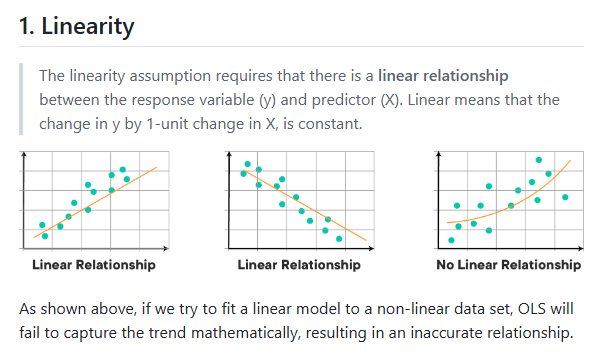 1. Linearity
The linearity assumption requires that there is a linear relationship
between the response variable (y) and predictor (X). Linear means that the
change in y by 1-unit change in X, is constant.
Linear Relationship
Linear Relationship
No Linear Relationship
As shown above, if we try to fit a linear model to a non-linear data set, OLS will
fail to capture the trend mathematically, resulting in an inaccurate relationship.